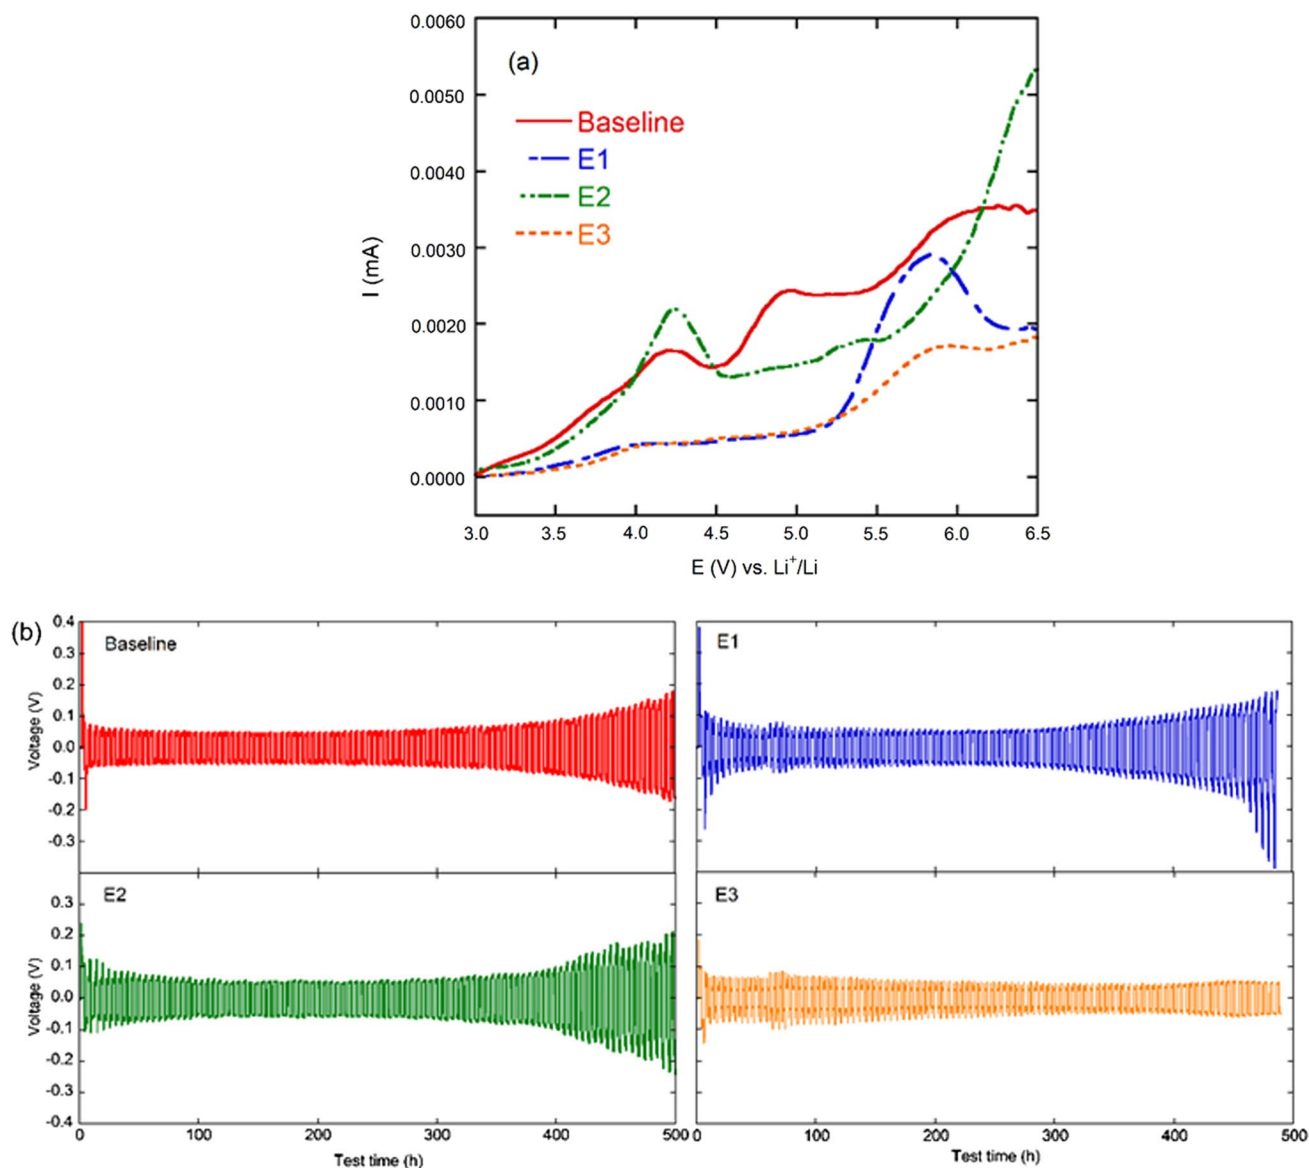 (a)
0.0060
0.0050
0.0040
0.0030
0.0020
0.0010
0.0000
I (mA)
Baseline
E1
E2
E3
3.0 3.5 4.0 4.5 5.0 5.5 6.0 6.5
E (V) vs. Li⁺/Li
(b)
Baseline
E1
0.4
0.3
0.2
0.1
0.0
-0.1
-0.2
-0.3
Voltage (V)
E2
E3
0.3
0.2
0.1
0.0
-0.1
-0.2
-0.3
-0.4
Voltage (V)
0 100 200 300 400 500
0 100 200 300 400 500
Test time (h)
Test time (h)